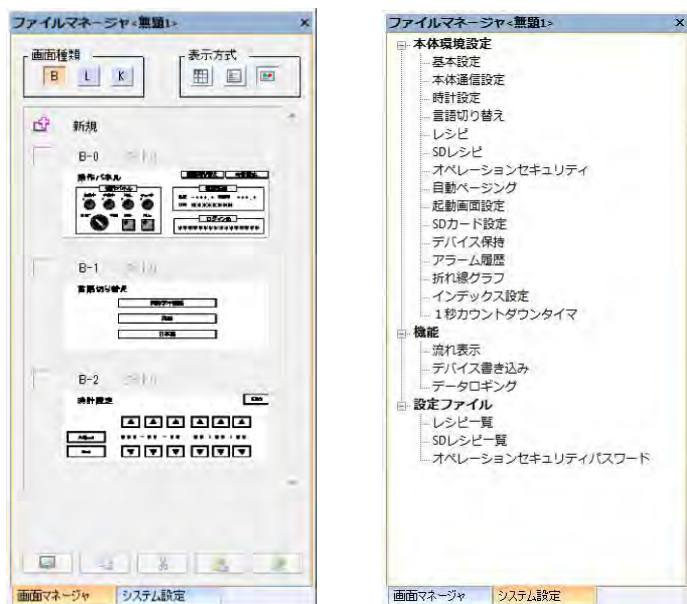 ファイルマネージャ<無題1>
画面種類
表示方式
B L K
新規
B-0
操作パネル
ログイン名
B-1
言語切り替え
英語
日本語
B-2
時計設定
画面マネージャ
システム設定
ファイルマネージャ<無題1>
本体環境設定
基本設定
本体通信設定
時計設定
言語切り替え
レシピ
SDレシピ
オペレーションセキュリティ
自動ページング
起動画面設定
SDカード設定
デバイス保持
アラーム履歴
折れ線グラフ
インデックス設定
1秒カウントダウンタイマ
機能
流れ表示
デバイス書き込み
データロギング
設定ファイル
レシピ一覧
SDレシピ一覧
オペレーションセキュリティパスワード
画面マネージャ
システム設定